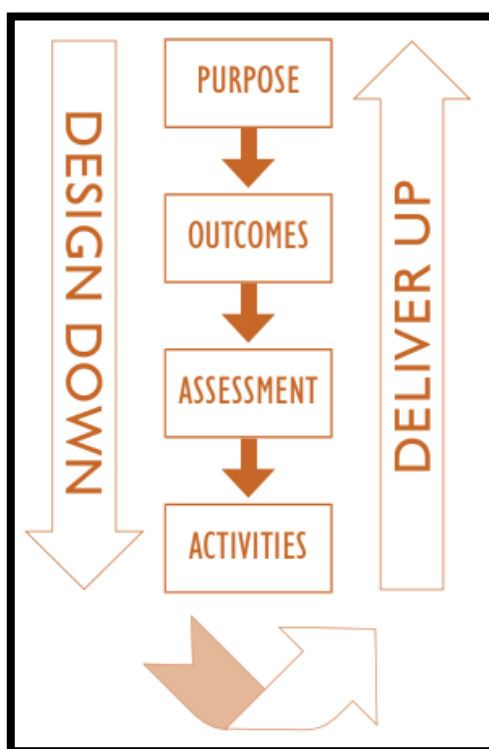 DESIGN DOWN
PURPOSE
OUTCOMES
ASSESSMENT
ACTIVITIES
DELIVER UP